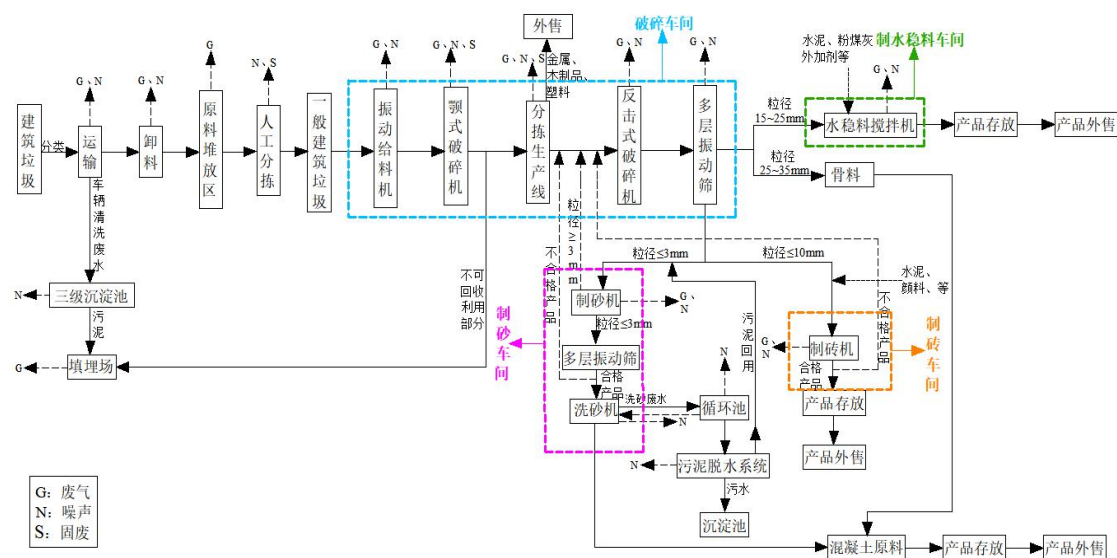 外售
破碎车间
水泥、粉煤灰
外加剂等
制水稳料车间
G
G、N
G、N
N、S
G、N
G、N、S
G、N、S
金属、
木制品、
塑料
G、N
G、N
G、N
建筑垃圾
分类
运输
卸料
原料堆放区
人工分拣
一般建筑垃圾
振动给料机
颚式破碎机
分拣生产线
反击式破碎机
多层振动筛
粒径
15~25mm
水稳料搅拌机
产品存放
产品外售
粒径
25~35mm
骨料
车辆清洗废水
不可
回收
利用
部分
不合格产品
粒径≥3mm
粒径≤3mm
粒径≤10mm
水泥、
颜料、等
不合格产品
N
三级沉淀池
污泥
G
填埋场
制砂车间
制砂机
G、
N
粒径≤3mm
多层振动筛
合格
产品
洗砂机
洗砂废水
N
N
循环池
污泥回用
N
污泥脱水系统
污水
沉淀池
G、
N
制砖机
制砖车间
合格
产品
产品存放
产品外售
G：废气
N：噪声
S：固废
混凝土原料
产品存放
产品外售